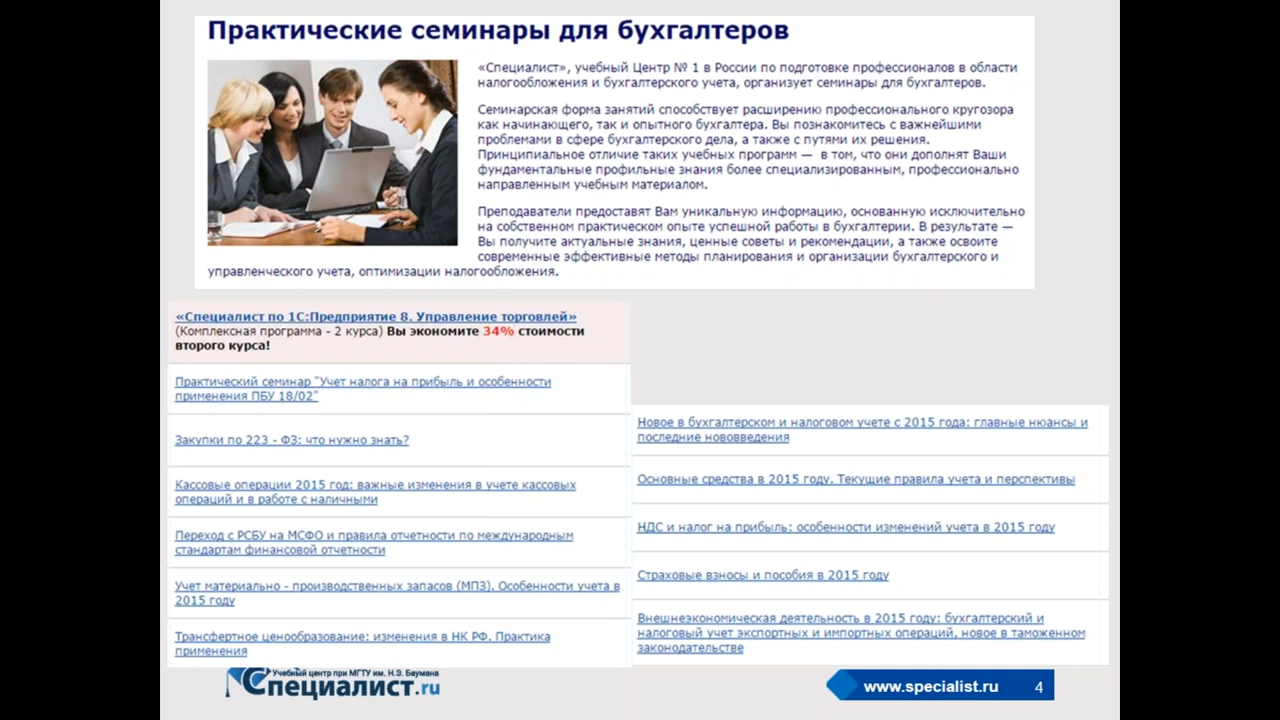 Практические семинары для бухгалтеров
«Специалист», учебный Центр № 1 в России по подготовке профессионалов в области
налогообложения и бухгалтерского учета, организует семинары для бухгалтеров.
Семинарская форма занятий способствует расширению профессионального кругозора
как начинающего, так и опытного бухгалтера. Вы познакомитесь с важнейшими
проблемами в сфере бухгалтерского дела, а также с путями их решения.
Принципиальное отличие таких учебных программ — в том, что они дополнят Ваши
фундаментальные профильные знания более специализированным, профессионально
направленным учебным материалом.
Преподаватели предоставят Вам уникальную информацию, основанную исключительно
на собственном практическом опыте успешной работы в бухгалтерии. В результате —
Вы получите актуальные знания, ценные советы и рекомендации, а также освоите
современные эффективные методы планирования и организации бухгалтерского и
управленческого учета, оптимизации налогообложения.
«Специалист по 1С:Предприятие 8. Управление торговлей»
(Комплексная программа - 2 курса) Вы экономите 34% стоимости
второго курса!
Практический семинар "Учет налога на прибыль и особенности
применения ПБУ 18/02"
Закупки по 223 - ФЗ: что нужно знать?
Кассовые операции 2015 год: важные изменения в учете кассовых
операций и в работе с наличными
Переход с РСБУ на МСФО и правила отчетности по международным
стандартам финансовой отчетности
Учет материально - производственных запасов (МПЗ). Особенности учета в
2015 году
Трансфертное ценообразование: изменения в НК РФ. Практика
применения
Новое в бухгалтерском и налоговом учете с 2015 года: главные нюансы и
последние нововведения
Основные средства в 2015 году. Текущие правила учета и перспективы
НДС и налог на прибыль: особенности изменений учета в 2015 году
Страховые взносы и пособия в 2015 году
Внешнеэкономическая деятельность в 2015 году: бухгалтерский и
налоговый учет экспортных и импортных операций, новое в таможенном
законодательстве
Учебный центр при МГТУ им. Н.Э. Баумана
Специалист.ru
www.specialist.ru 4